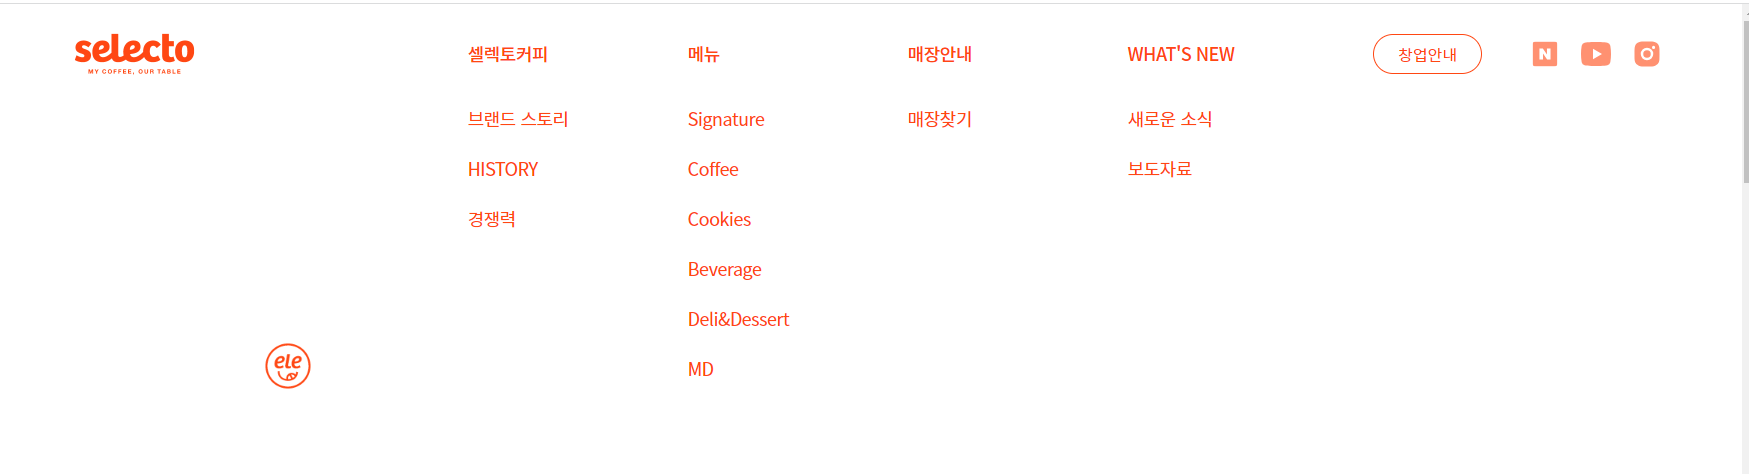 selecto
MY COFFEE, OUR TABLE
셀렉토커피
메뉴
매장안내
WHAT'S NEW
창업안내
N
브랜드 스토리
Signature
매장찾기
새로운 소식
HISTORY
Coffee
보도자료
경쟁력
Cookies
Beverage
Deli&Dessert
ele
MD